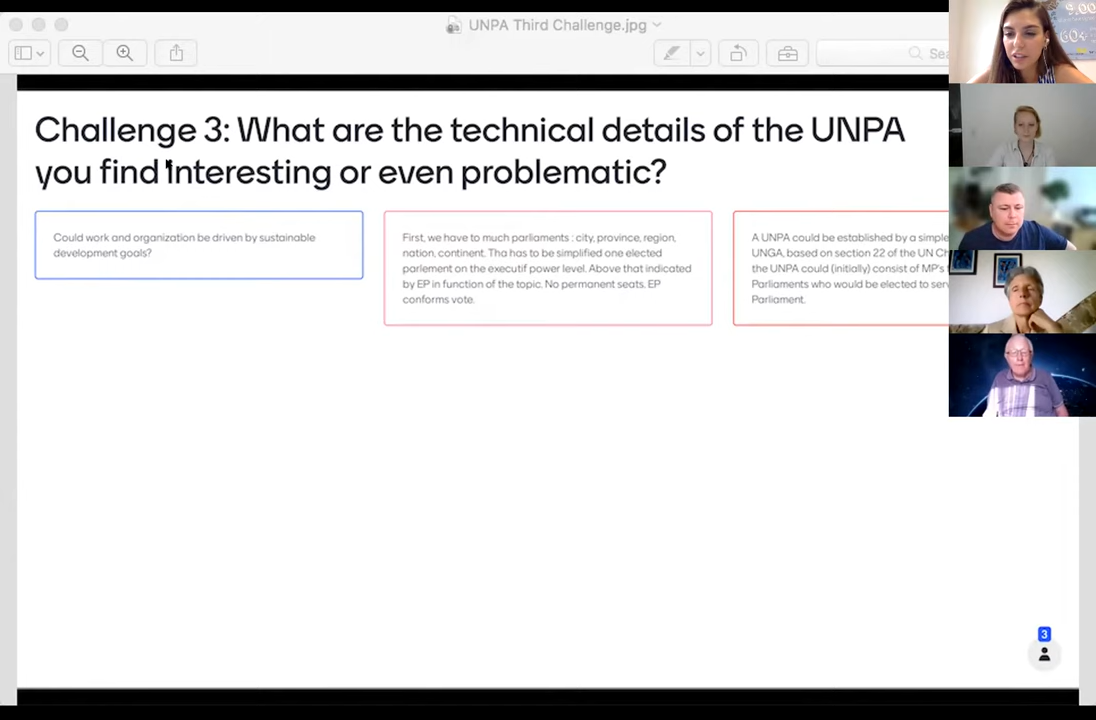 UNPA Third Challenge.jpg
Challenge 3: What are the technical details of the UNPA
you find interesting or even problematic?
Could work and organization be driven by sustainable
development goals?
First, we have to much parliaments : city, province, region,
nation, continent. Tha has to be simplified one elected
parlement on the executif power level. Above that indicated
by EP in function of the topic. No permanent seats. EP
conforms vote.
A UNPA could be established by a simple
UNGA, based on section 22 of the UN Ch
the UNPA could (initially) consist of MP's
Parliaments who would be elected to serv
Parliament.
Sea
9.00
60+
3